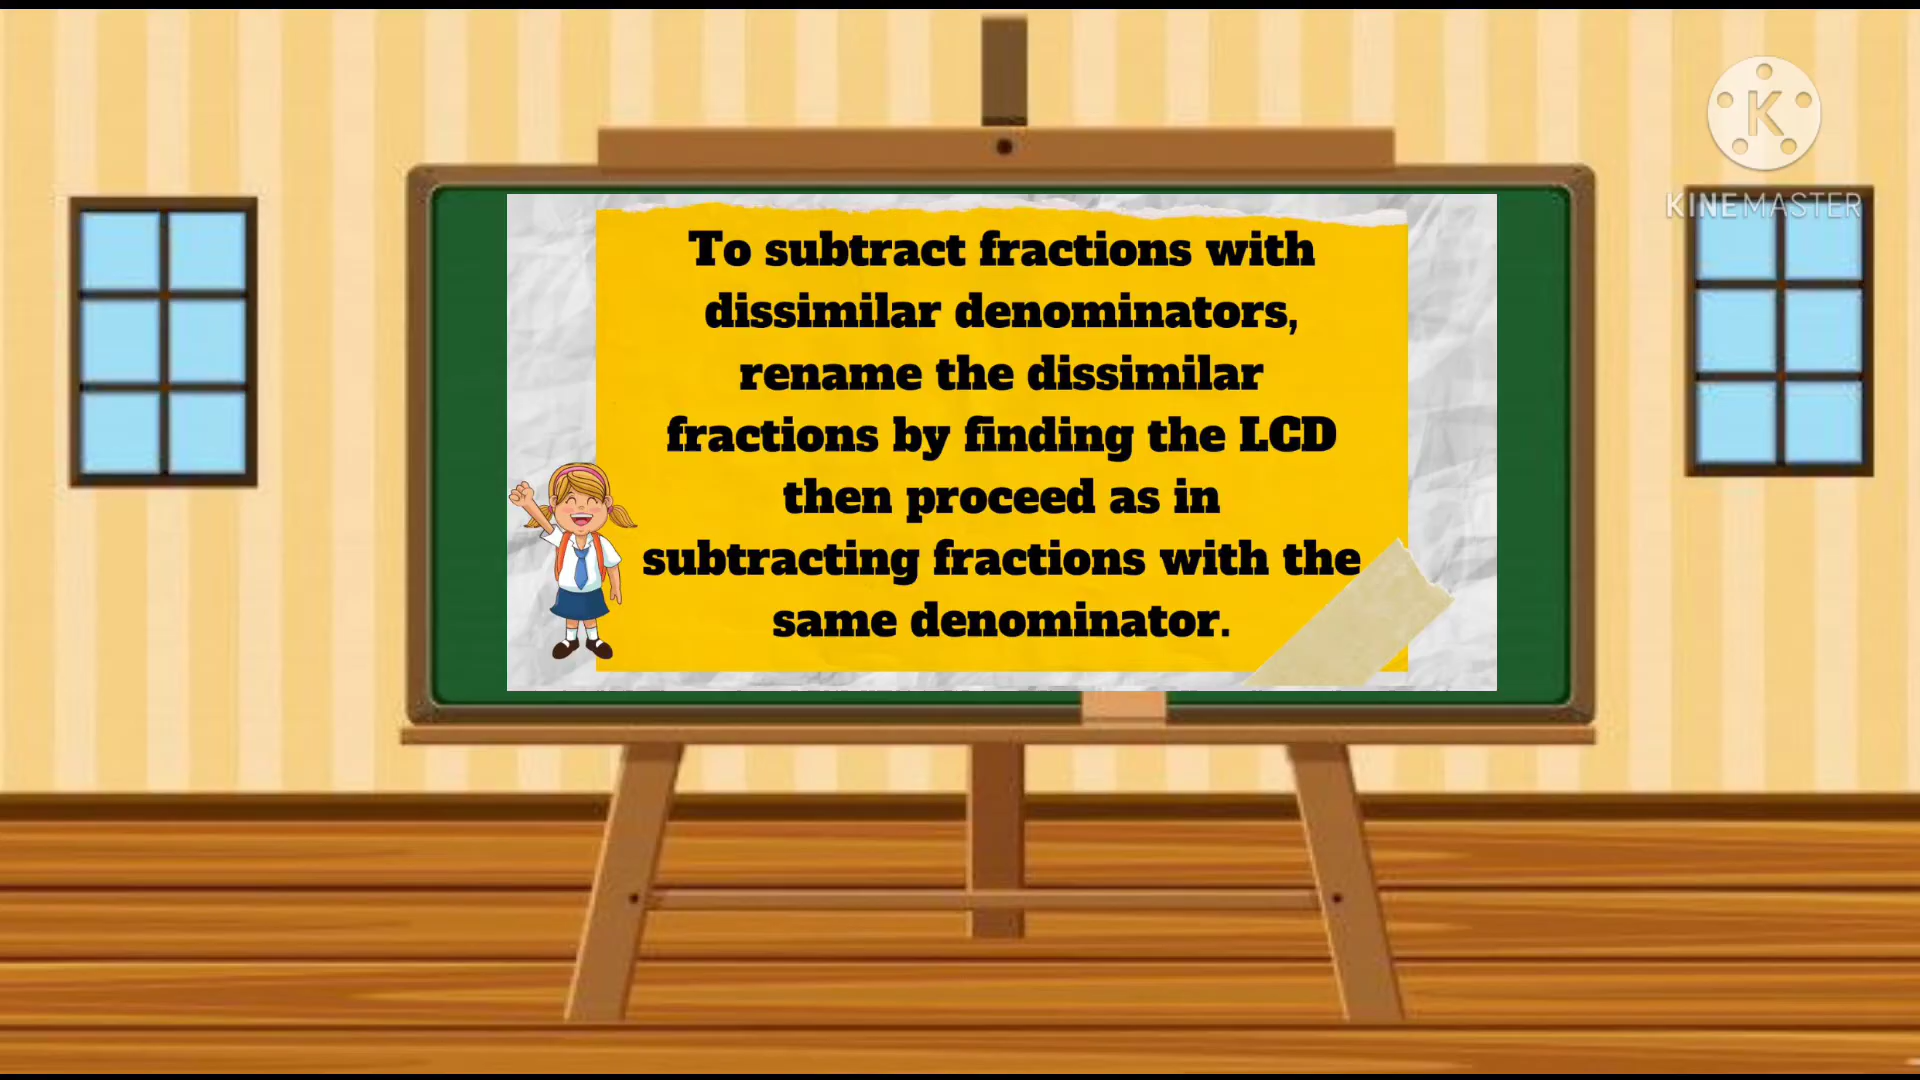 K
KINEMASTER
To subtract fractions with
dissimilar denominators,
rename the dissimilar
fractions by finding the LCD
then proceed as in
subtracting fractions with the
same denominator.